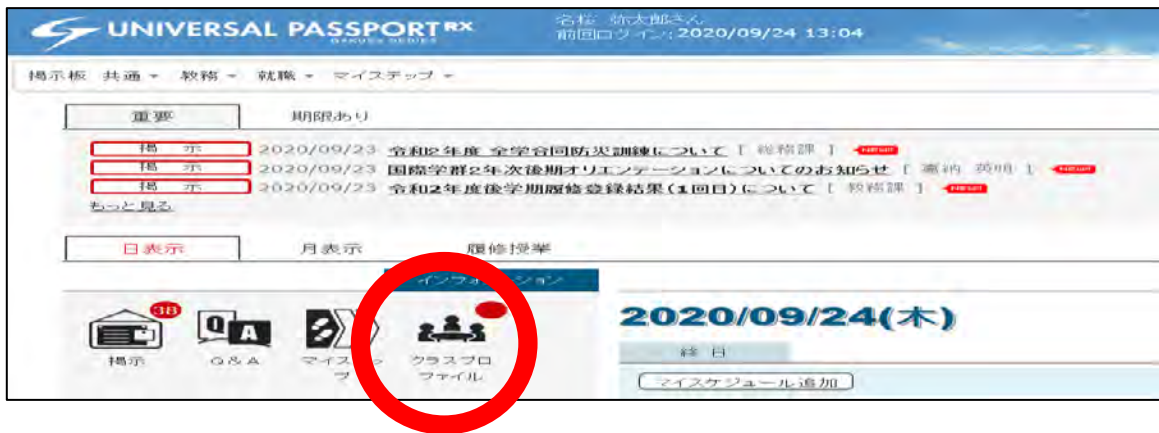 UNIVERSAL PASSPORT RX
GAKUEN SERIES
名桜 弥太郎さん
前回ログイン:2020/09/24 13:04
掲示板 共通 教務 就職 マイステップ
重要 期限あり
掲示 2020/09/23 令和2年度 全学合同防災訓練について [ 総務課 ] NEW!!
掲示 2020/09/23 国際学群2年次後期オリエンテーションについてのお知らせ [ 嘉納 英明 ] NEW!!
掲示 2020/09/23 令和2年度後学期履修登録結果(1回目)について [ 教務課 ] NEW!!
もっと見る
日表示 月表示 履修授業
インフォメーション
38
掲示 Q&A マイステップ クラスプロ
ファイル
2020/09/24(木)
終日
マイスケジュール追加